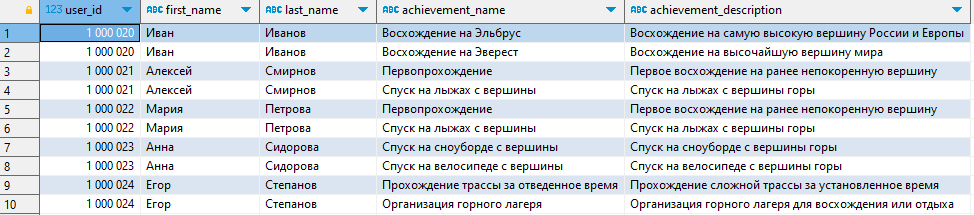 123 user_id ABC first_name ABC last_name ABC achievement_name ABC achievement_description
1 1 000 020 Иван Иванов Восхождение на Эльбрус Восхождение на самую высокую вершину России и Европы
2 1 000 020 Иван Иванов Восхождение на Эверест Восхождение на высочайшую вершину мира
3 1 000 021 Алексей Смирнов Первопрохождение Первое восхождение на ранее непокоренную вершину
4 1 000 021 Алексей Смирнов Спуск на лыжах с вершины Спуск на лыжах с вершины горы
5 1 000 022 Мария Петрова Первопрохождение Первое восхождение на ранее непокоренную вершину
6 1 000 022 Мария Петрова Спуск на лыжах с вершины Спуск на лыжах с вершины горы
7 1 000 023 Анна Сидорова Спуск на сноуборде с вершины Спуск на сноуборде с вершины горы
8 1 000 023 Анна Сидорова Спуск на велосипеде с вершины Спуск на велосипеде с вершины горы
9 1 000 024 Егор Степанов Прохождение трассы за отведенное время Прохождение сложной трассы за установленное время
10 1 000 024 Егор Степанов Организация горного лагеря Организация горного лагеря для восхождения или отдыха